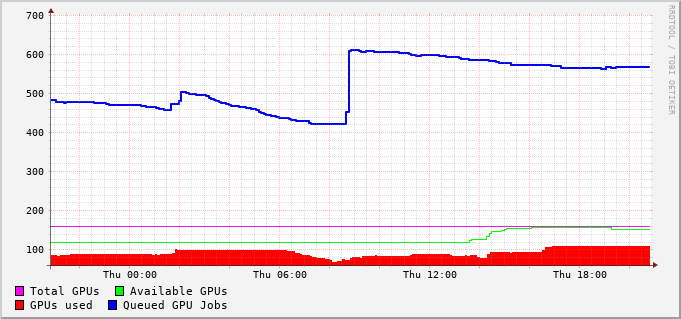 700
600
500
400
300
200
100
Thu 00:00 Thu 06:00 Thu 12:00 Thu 18:00
Total GPUs Available GPUs
GPUs used Queued GPU Jobs
RRDTOOL / TOBI OETIKER